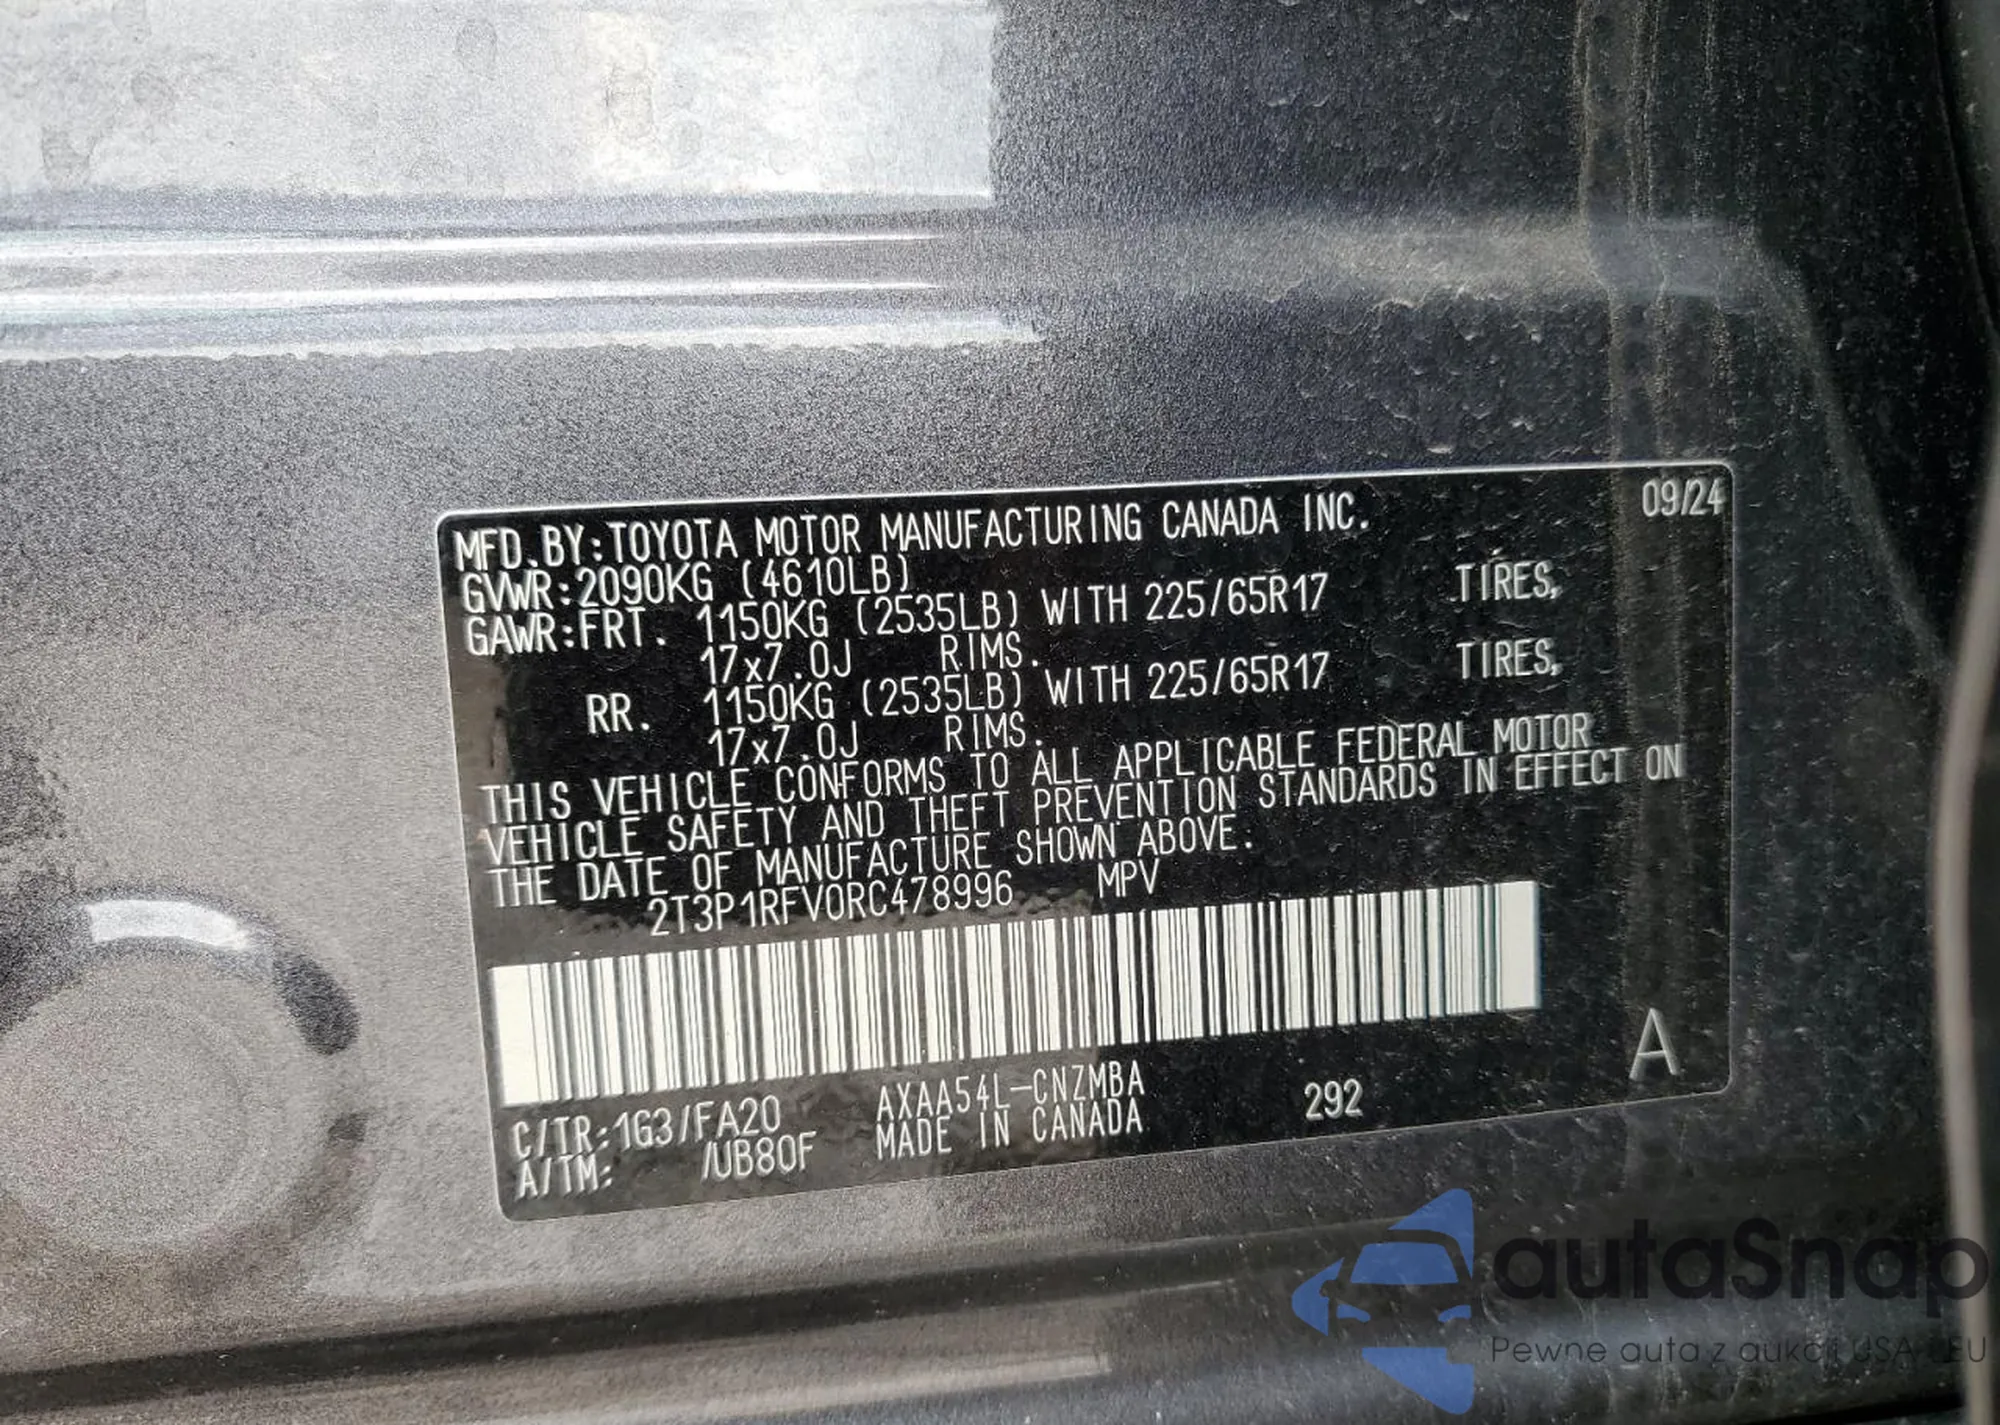 MFD.BY:TOYOTA MOTOR MANUFACTURING CANADA INC. 09/24
GVWR:2090KG (4610LB)
GAWR:FRT. 1150KG (2535LB) WITH 225/65R17 TIRES,
17x7.0J RIMS.
RR. 1150KG (2535LB) WITH 225/65R17 TIRES,
17x7.0J RIMS.
THIS VEHICLE CONFORMS TO ALL APPLICABLE FEDERAL MOTOR
VEHICLE SAFETY AND THEFT PREVENTION STANDARDS IN EFFECT ON
THE DATE OF MANUFACTURE SHOWN ABOVE.
2T3P1RFV0RC478996 MPV
C/TR:1G3/FA20 AXAA54L-CNZMBA 292 A
A/TM: /UB80F MADE IN CANADA
autaSnap
Pewne auta z aukcji USA i EU